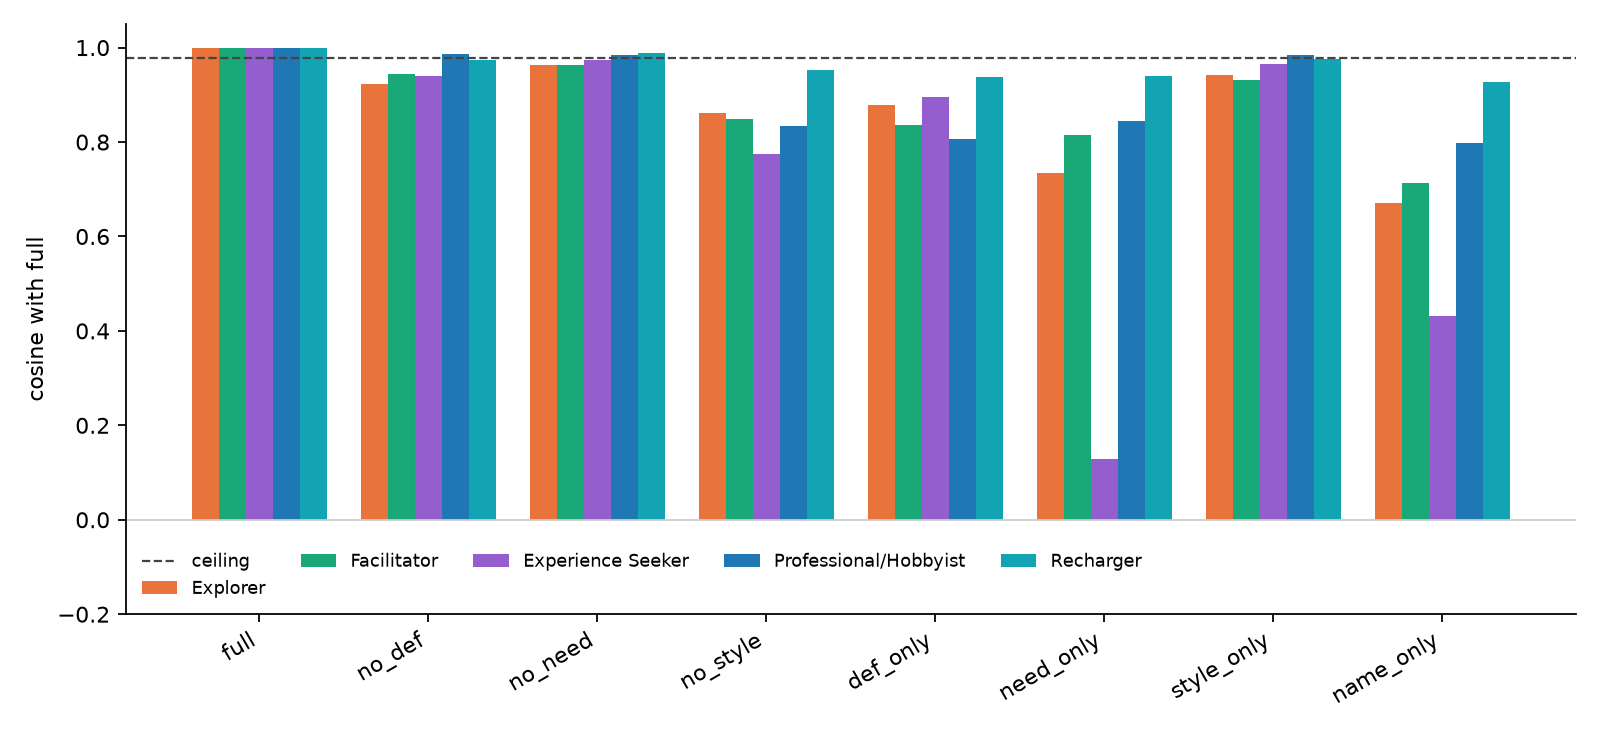 cosine with full
1.0
0.8
0.6
0.4
0.2
0.0
−0.2
ceiling Facilitator Experience Seeker Professional/Hobbyist Recharger
Explorer
full no_def no_need no_style def_only need_only style_only name_only